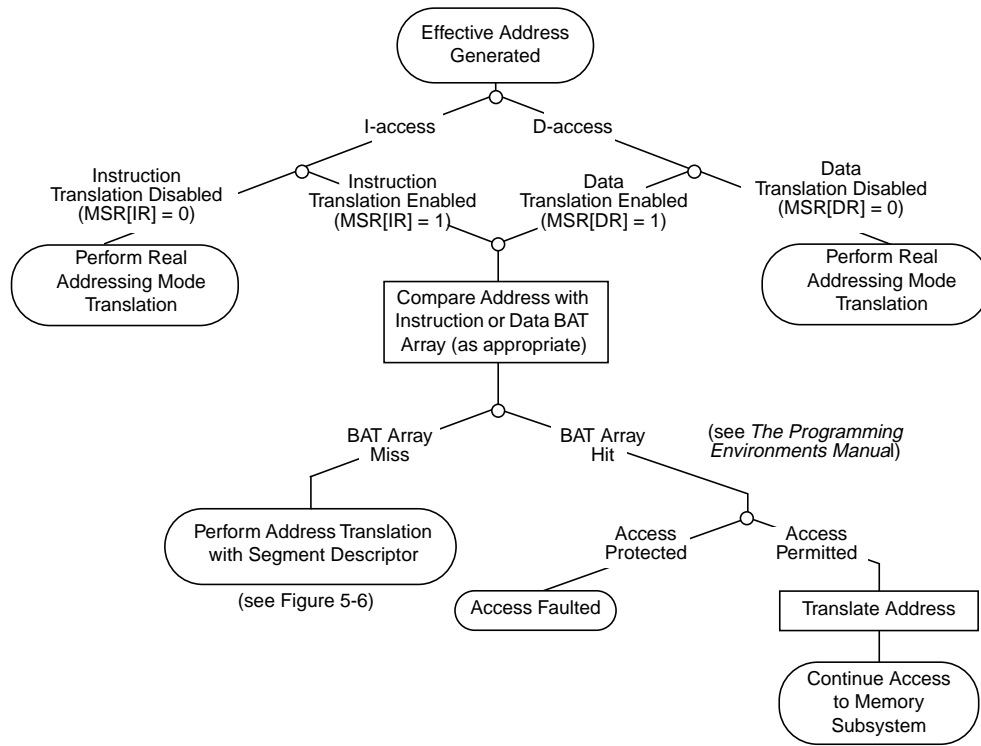 Effective Address
Generated
I-access
D-access
Instruction
Translation Disabled
(MSR[IR] = 0)
Instruction
Translation Enabled
(MSR[IR] = 1)
Data
Translation Enabled
(MSR[DR] = 1)
Data
Translation Disabled
(MSR[DR] = 0)
Perform Real
Addressing Mode
Translation
Compare Address with
Instruction or Data BAT
Array (as appropriate)
Perform Real
Addressing Mode
Translation
BAT Array
Miss
BAT Array
Hit
(see The Programming
Environments Manual)
Perform Address Translation
with Segment Descriptor
(see Figure 5-6)
Access
Protected
Access
Permitted
Access Faulted
Translate Address
Continue Access
to Memory
Subsystem